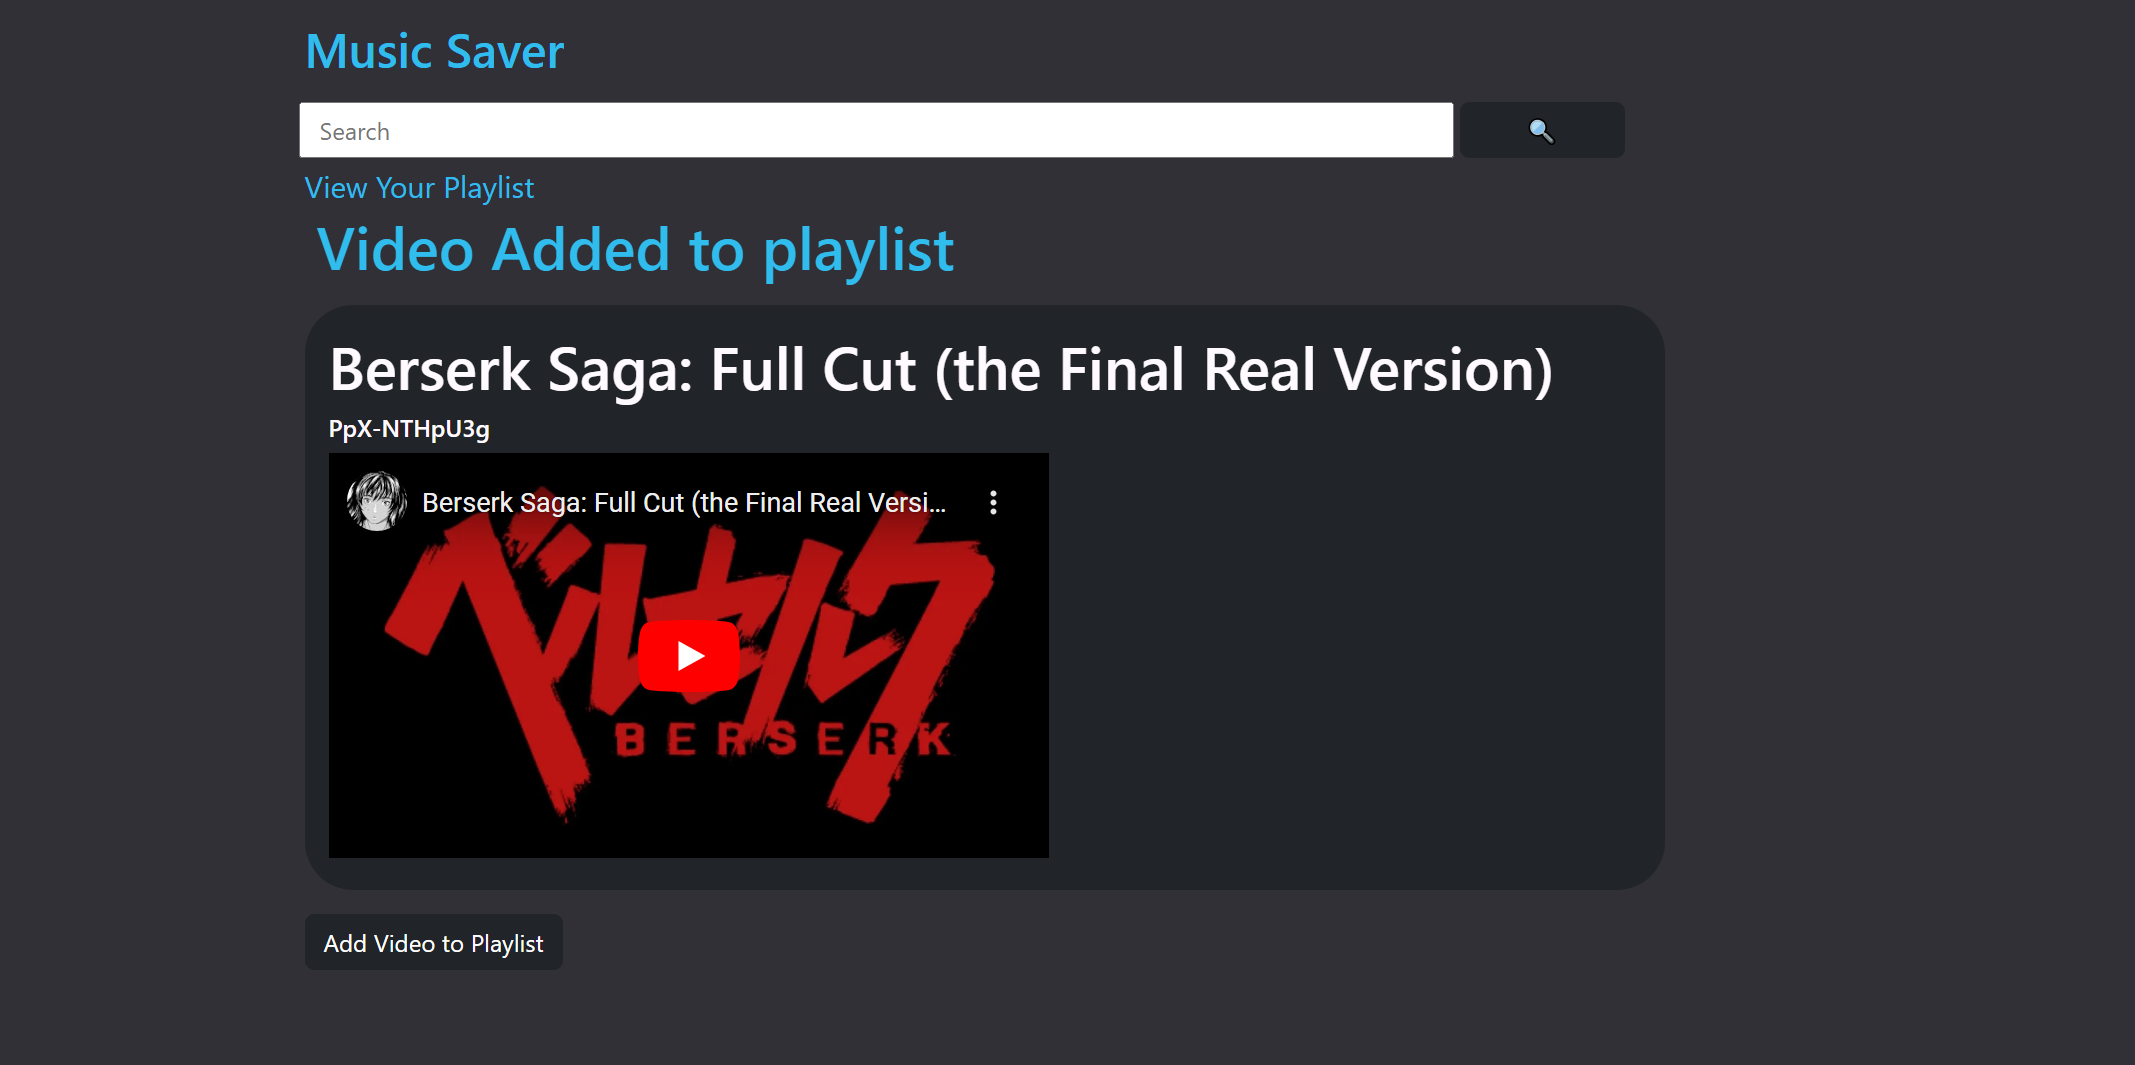 Music Saver
Search
View Your Playlist
Video Added to playlist
Berserk Saga: Full Cut (the Final Real Version)
PpX-NTHpU3g
Berserk Saga: Full Cut (the Final Real Versi...
ベルセルク
BERSERK
Add Video to Playlist